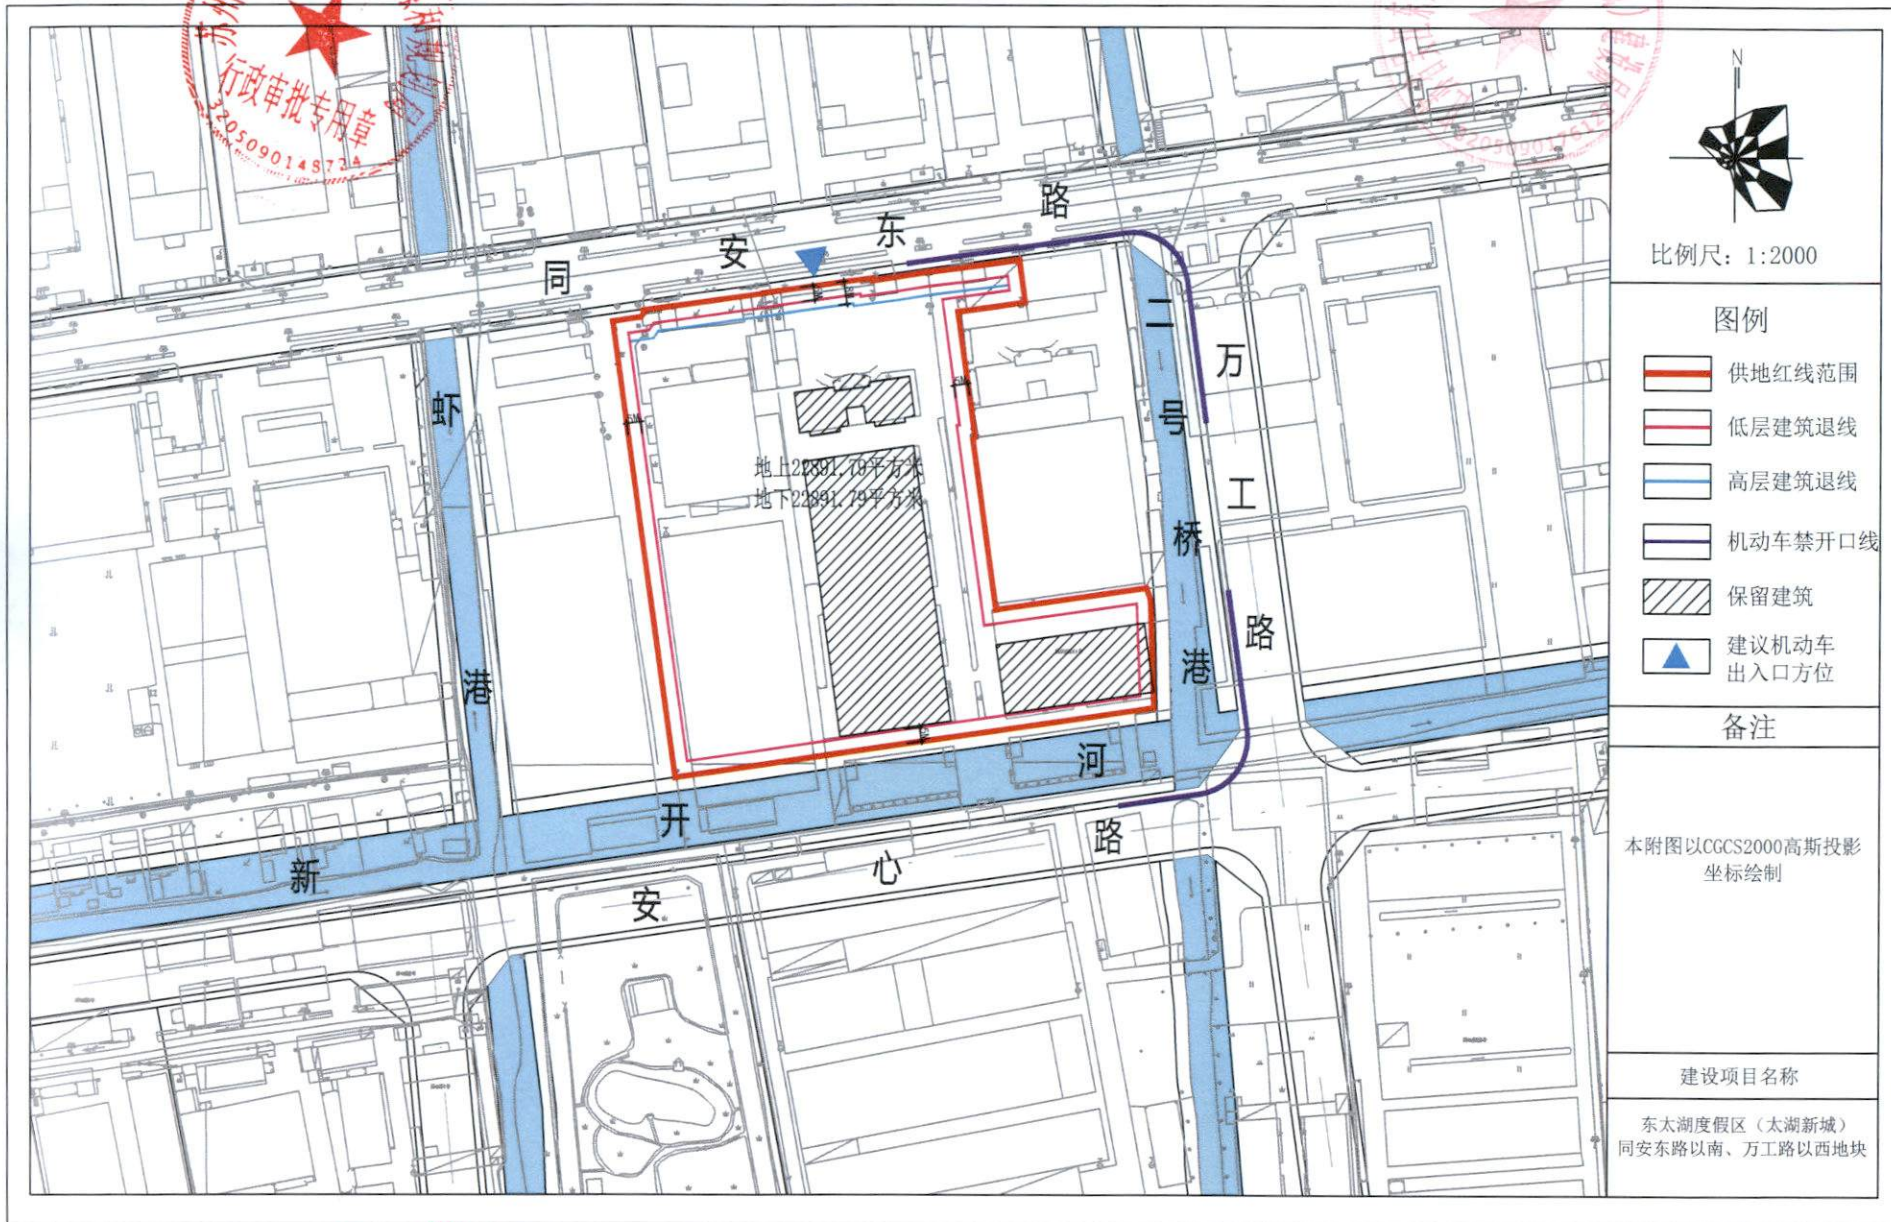 行政审批专用章
同安东路
虾港
二号桥港
万工路
地上22891.79平方米
地下22891.79平方米
5M
5M
5M
新开河
安心路
N
比例尺：1:2000
图例
供地红线范围
低层建筑退线
高层建筑退线
机动车禁开口线
保留建筑
建议机动车
出入口方位
备注
本附图以CGCS2000高斯投影
坐标绘制
建设项目名称
东太湖度假区（太湖新城）
同安东路以南、万工路以西地块